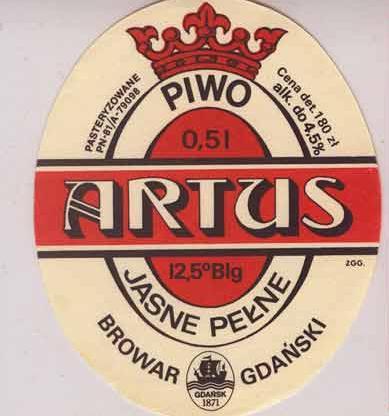 PASTERYZOWANE
PN-81/A-79098
PIWO
Cena det. 180 zł
alk. do 4,5%
0,5l
ARTUS
12,5°Blg
ZGG.
JASNE PEŁNE
BROWAR GDAŃSKI
GDAŃSK
1871